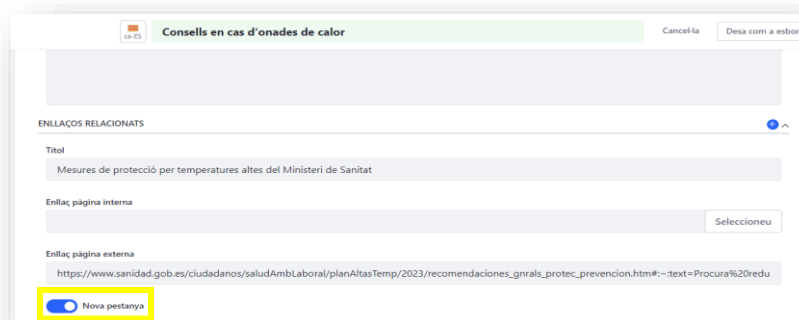 ca-ES
Consells en cas d'onades de calor
Cancel·la
Desa com a esbor
ENLLAÇOS RELACIONATS
Títol
Mesures de protecció per temperatures altes del Ministeri de Sanitat
Enllaç pàgina interna
Seleccioneu
Enllaç pàgina externa
https://www.sanidad.gob.es/ciudadanos/saludAmbLaboral/planAltasTemp/2023/recomendaciones_gnrals_protec_prevencion.htm#:~:text=Procura%20redu
Nova pestanya